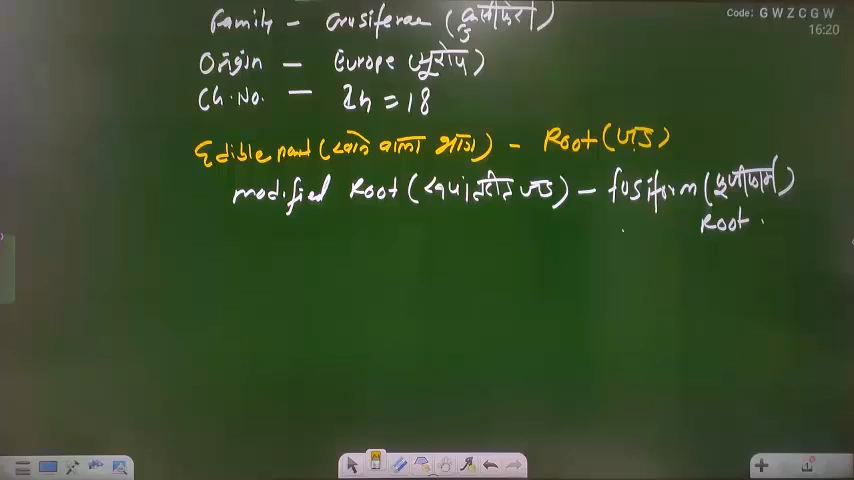 Code: G W Z C G W
16:20
Family - Crusiferae (क्रुसीफेरी)
Origin - Europe (यूरोप)
Ch. No. - 2n = 18
Edible part (खाने वाला भाग) - Root (जड़)
modified Root (रूपांतरित जड़) - fusiform (फ्यूजीफार्म)
Root.